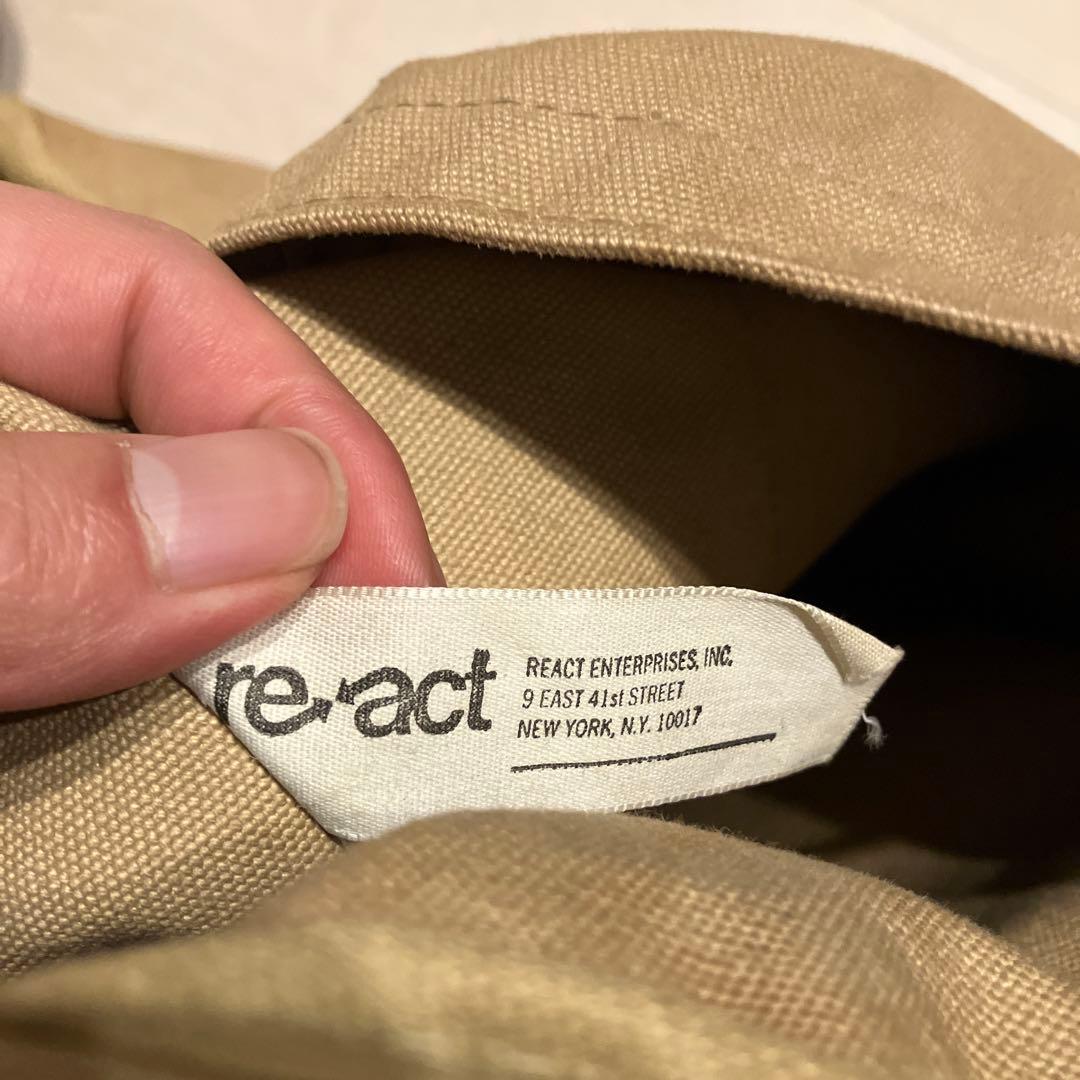 re·act
REACT ENTERPRISES, INC.
9 EAST 41st STREET
NEW YORK, N.Y. 10017